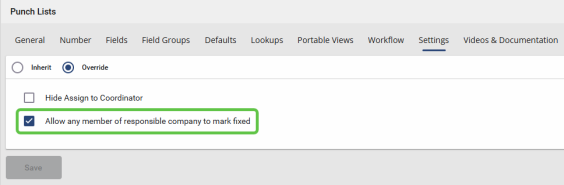 Punch Lists
General Number Fields Field Groups Defaults Lookups Portable Views Workflow Settings Videos & Documentation
Inherit Override
Hide Assign to Coordinator
Allow any member of responsible company to mark fixed
Save